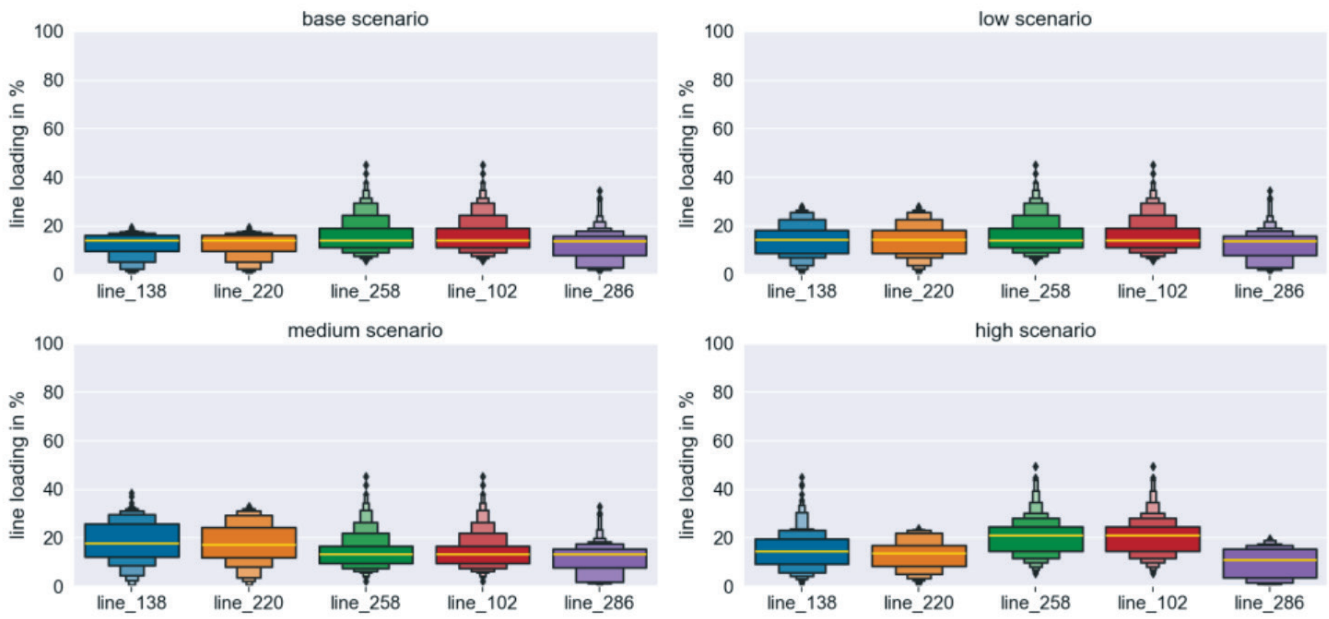 base scenario
line loading in %
100
80
60
40
20
0
line_138 line_220 line_258 line_102 line_286
low scenario
line loading in %
100
80
60
40
20
0
line_138 line_220 line_258 line_102 line_286
medium scenario
line loading in %
100
80
60
40
20
0
line_138 line_220 line_258 line_102 line_286
high scenario
line loading in %
100
80
60
40
20
0
line_138 line_220 line_258 line_102 line_286